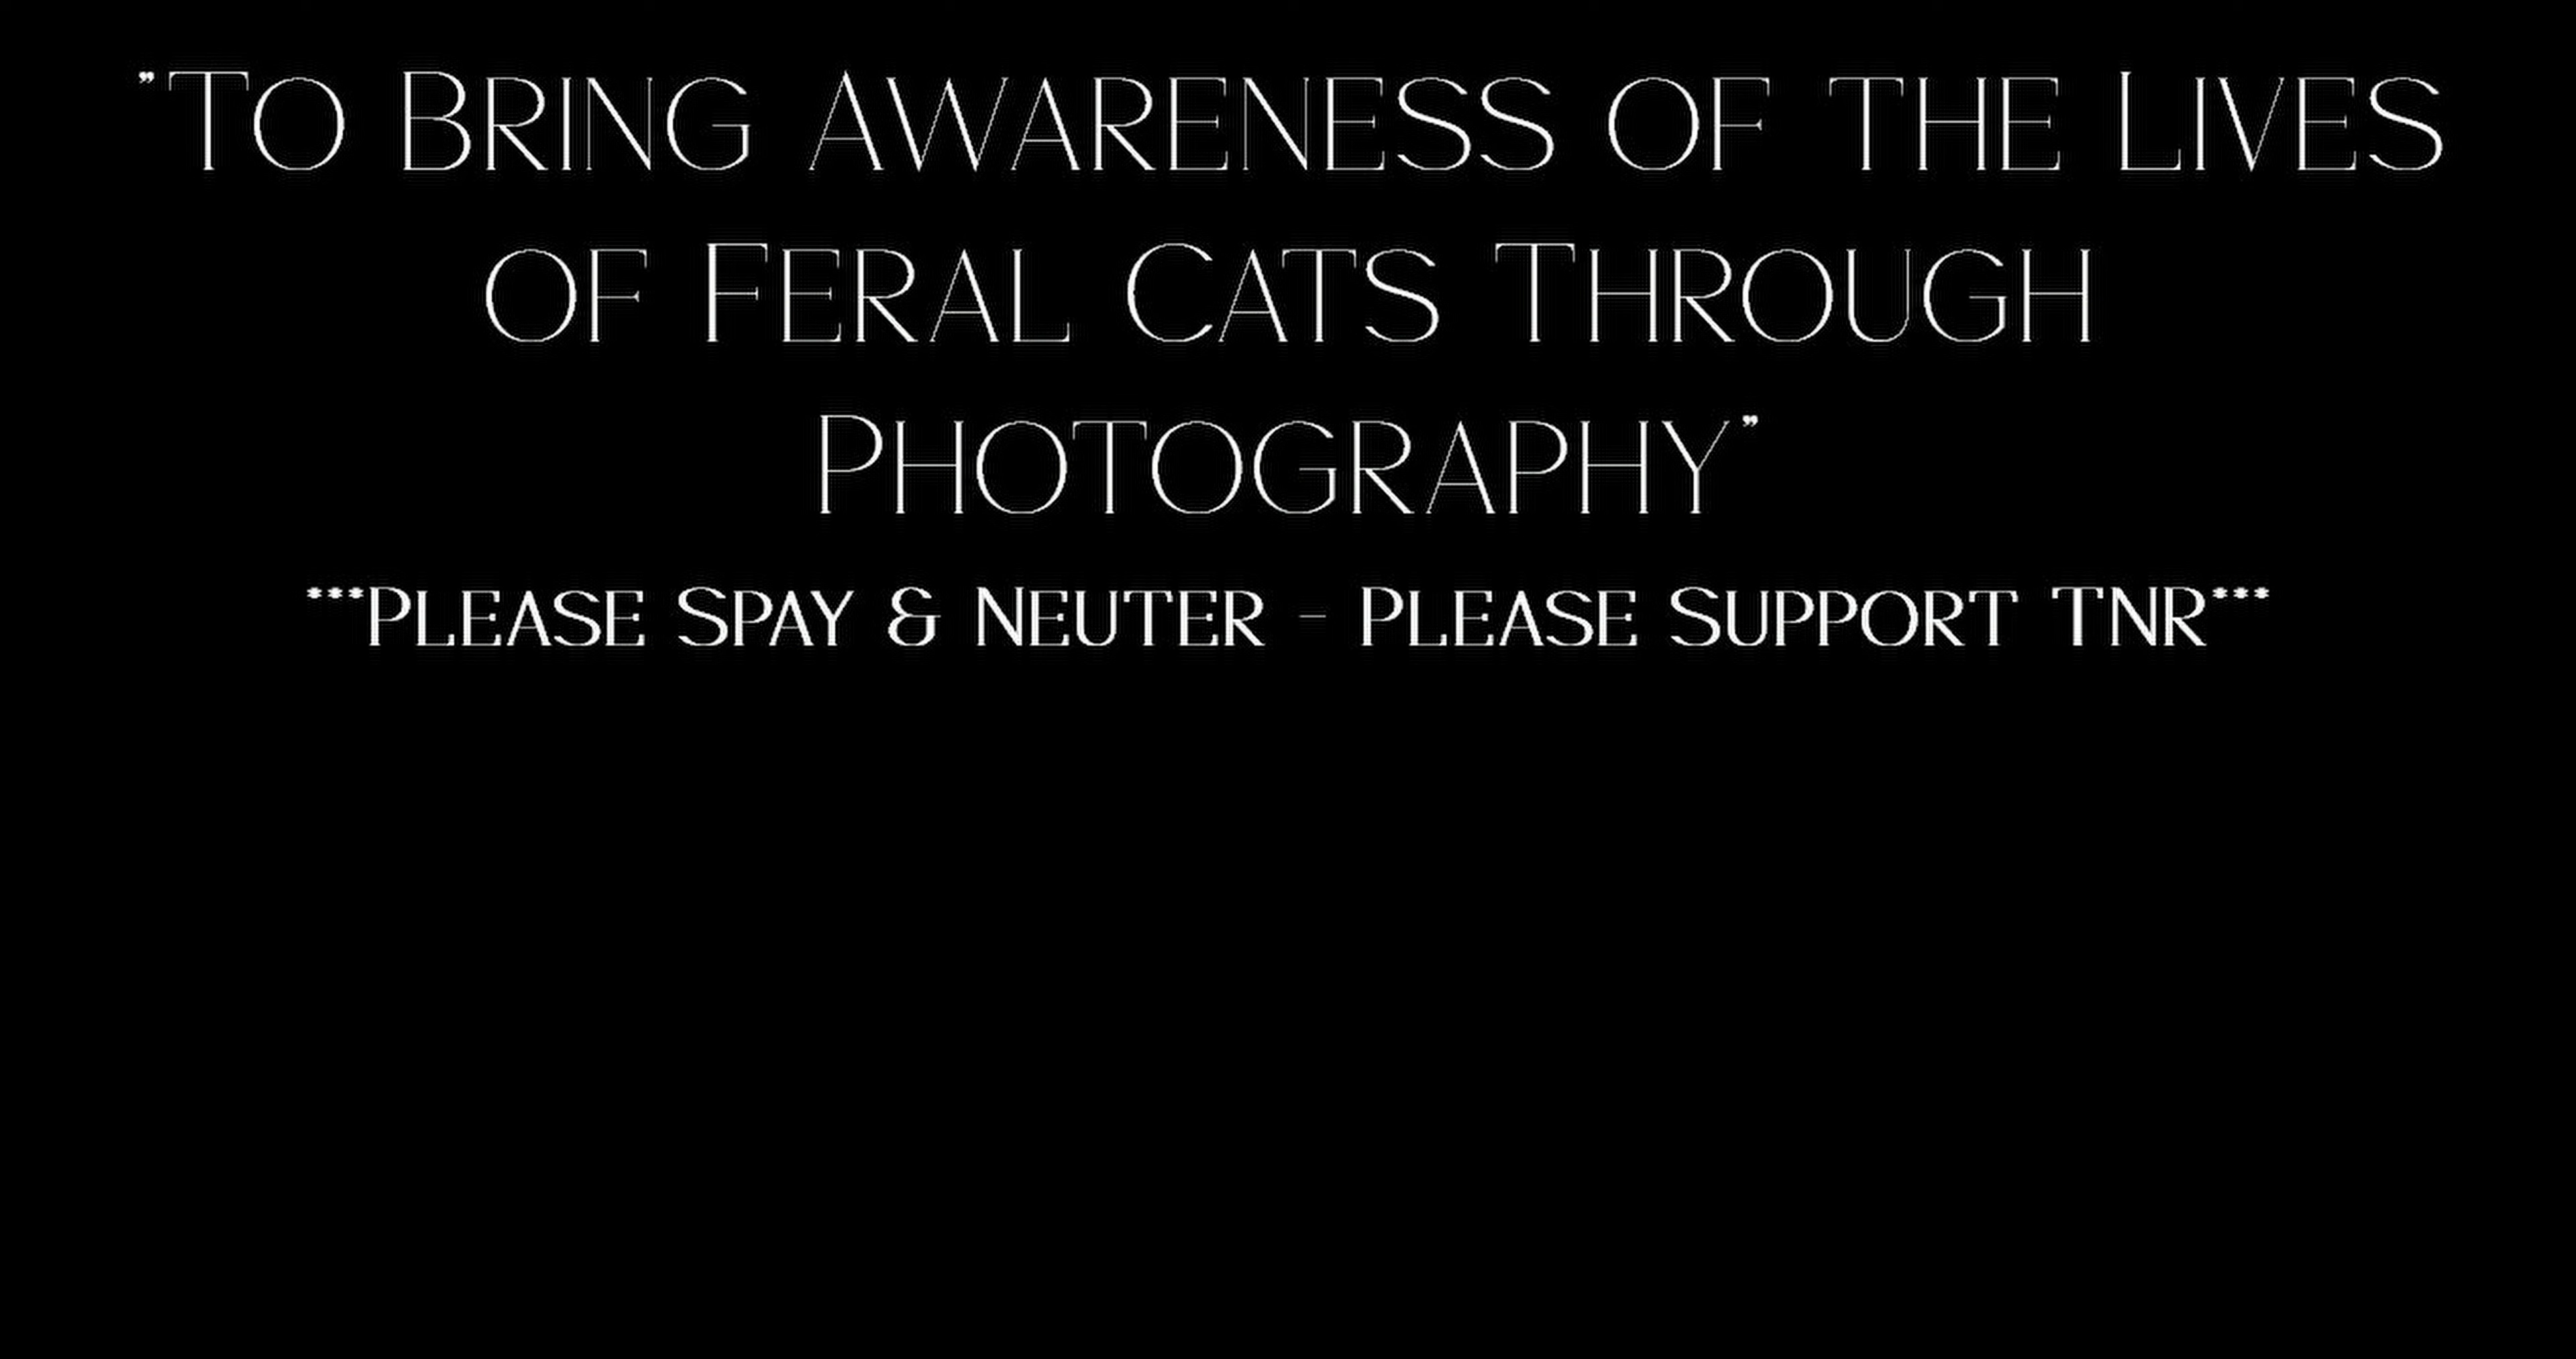 "To Bring Awareness of the Lives
of Feral Cats Through
Photography"
***Please Spay & Neuter - Please Support TNR***